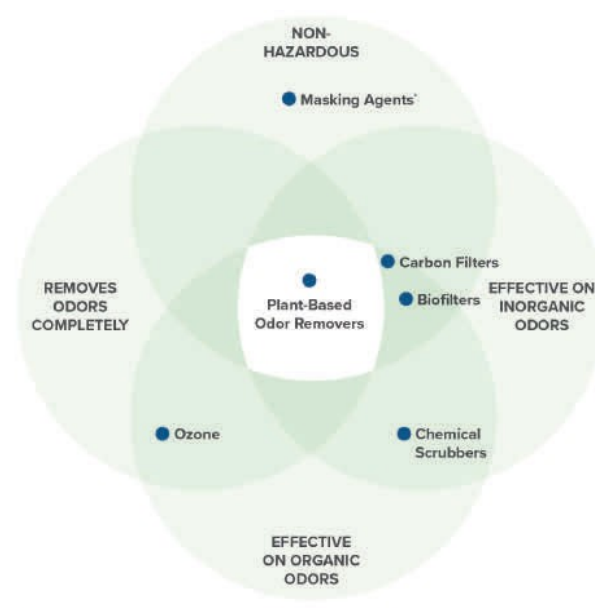 NON-
HAZARDOUS
Masking Agents*
Carbon Filters
Biofilters
EFFECTIVE ON
INORGANIC
ODORS
REMOVES
ODORS
COMPLETELY
Plant-Based
Odor Removers
Ozone
Chemical
Scrubbers
EFFECTIVE
ON ORGANIC
ODORS